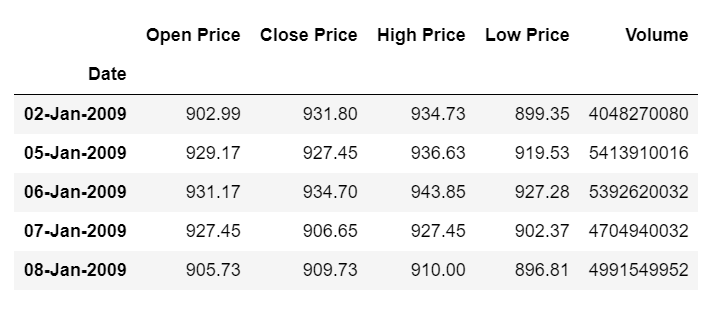 Open Price Close Price High Price Low Price Volume
Date
02-Jan-2009 902.99 931.80 934.73 899.35 4048270080
05-Jan-2009 929.17 927.45 936.63 919.53 5413910016
06-Jan-2009 931.17 934.70 943.85 927.28 5392620032
07-Jan-2009 927.45 906.65 927.45 902.37 4704940032
08-Jan-2009 905.73 909.73 910.00 896.81 4991549952